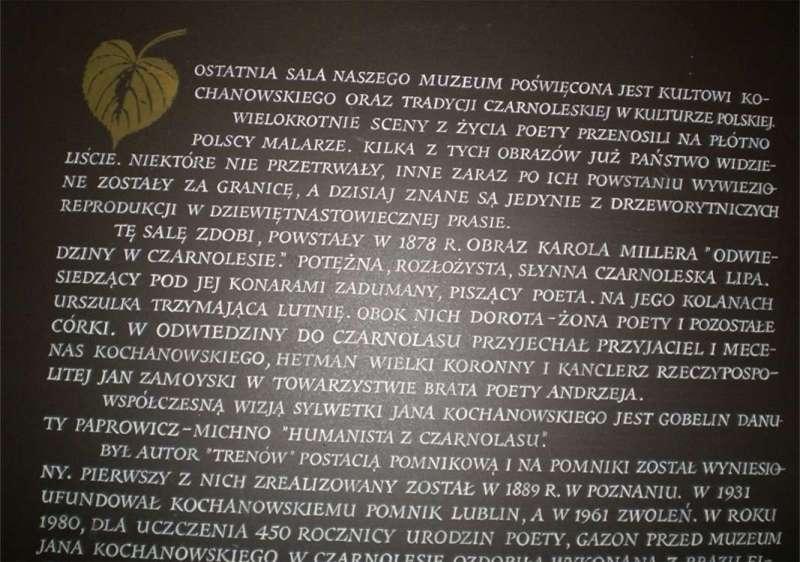 OSTATNIA SALA NASZEGO MUZEUM POŚWIĘCONA JEST KULTOWI KO-
CHANOWSKIEGO ORAZ TRADYCJI CZARNOLESKIEJ W KULTURZE POLSKIEJ.
WIELOKROTNIE SCENY Z ŻYCIA POETY PRZENOSILI NA PŁÓTNO
POLSCY MALARZE. KILKA Z TYCH OBRAZÓW JUŻ PAŃSTWO WIDZIE-
LIŚCIE. NIEKTÓRE NIE PRZETRWAŁY, INNE ZARAZ PO ICH POWSTANIU WYWIEZIO-
NE ZOSTAŁY ZA GRANICĘ, A DZISIAJ ZNANE SĄ JEDYNIE Z DRZEWORYTNICZYCH
REPRODUKCJI W DZIEWIĘTNASTOWIECZNEJ PRASIE.
TĘ SALĘ ZDOBI, POWSTAŁY W 1878 R. OBRAZ KAROLA MILLERA "ODWIE-
DZINY W CZARNOLESIE." POTĘŻNA, ROZŁOŻYSTA, SŁYNNA CZARNOLESKA LIPA.
SIEDZĄCY POD JEJ KONARAMI ZADUMANY, PISZĄCY POETA. NA JEGO KOLANACH
URSZULKA TRZYMAJĄCA LUTNIĘ. OBOK NICH DOROTA-ŻONA POETY I POZOSTAŁE
CÓRKI. W ODWIEDZINY DO CZARNOLASU PRZYJECHAŁ PRZYJACIEL I MECE-
NAS KOCHANOWSKIEGO, HETMAN WIELKI KORONNY I KANCLERZ RZECZYPOSPO-
LITEJ JAN ZAMOYSKI W TOWARZYSTWIE BRATA POETY ANDRZEJA.
WSPÓŁCZESNĄ WIZJĄ SYLWETKI JANA KOCHANOWSKIEGO JEST GOBELIN DANU-
TY PAPROWICZ-MICHNO "HUMANISTA Z CZARNOLASU".
BYŁ AUTOR "TRENÓW" POSTACIĄ POMNIKOWĄ I NA POMNIKI ZOSTAŁ WYNIESIO-
NY. PIERWSZY Z NICH ZREALIZOWANY ZOSTAŁ W 1889 R. W POZNANIU. W 1931
UFUNDOWAŁ KOCHANOWSKIEMU POMNIK LUBLIN, A W 1961 ZWOLEŃ. W ROKU
1980, DLA UCZCZENIA 450 ROCZNICY URODZIN POETY, GAZON PRZED MUZEUM
JANA KOCHANOWSKIEGO W CZARNOLESIE OZDOBIŁA WYKONANA Z BRĄZU FI-